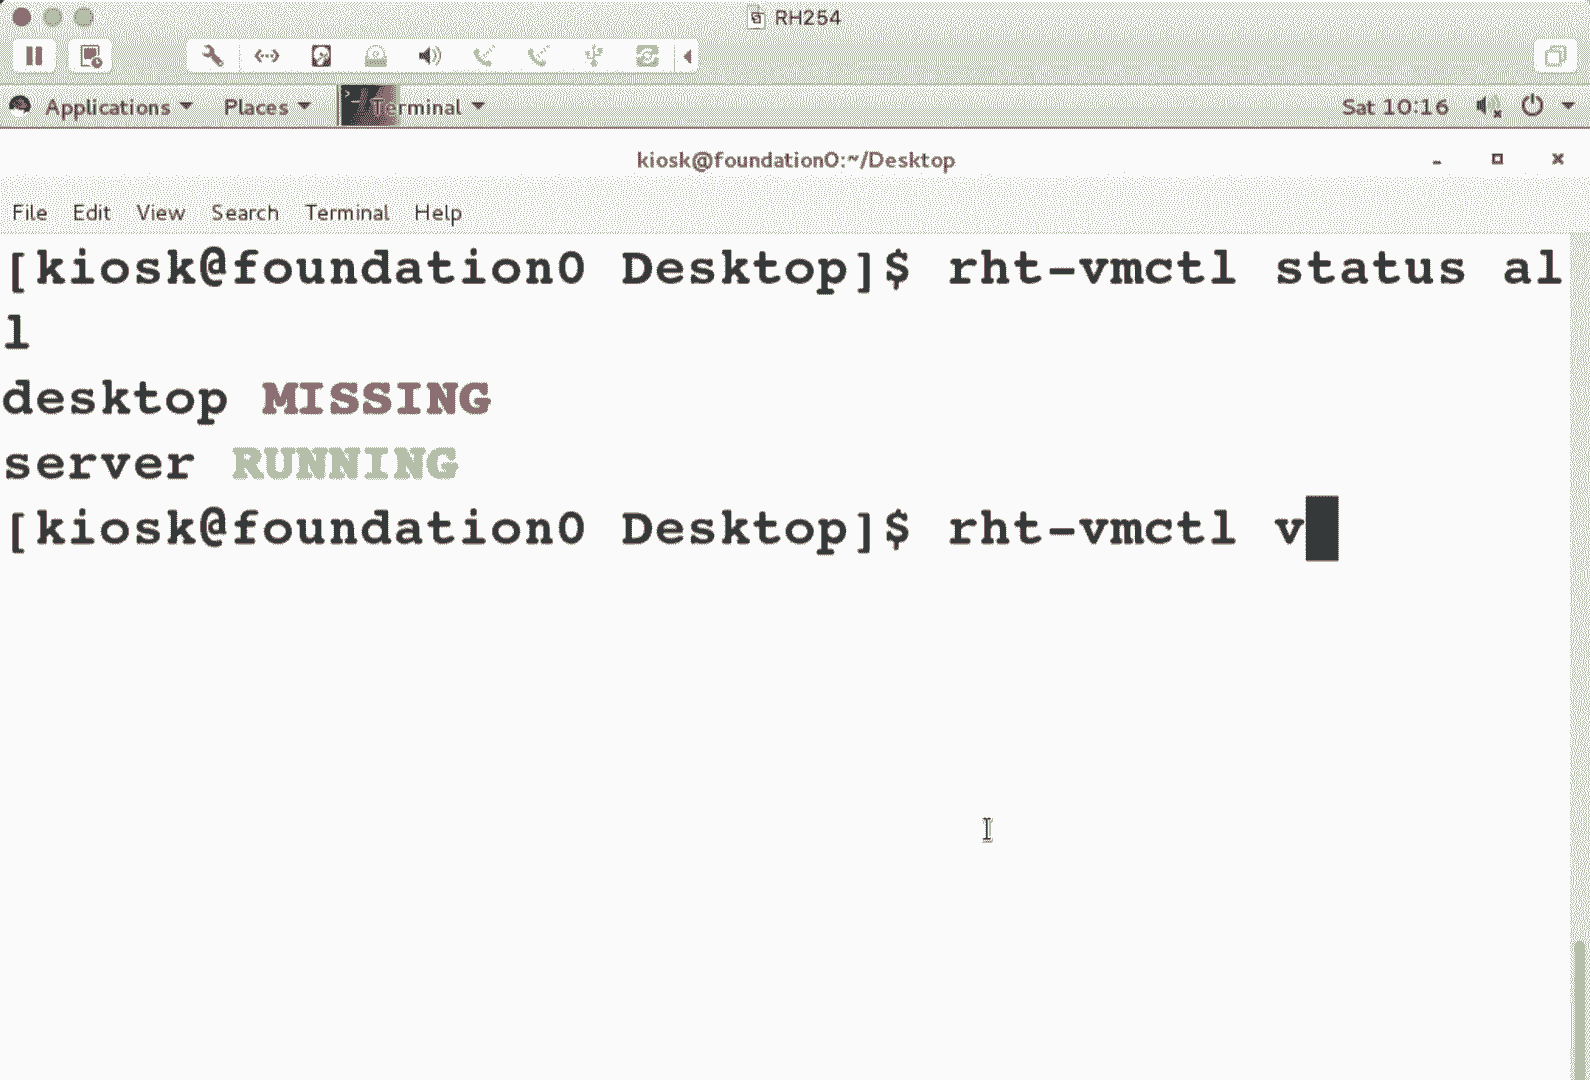 RH254
Applications Places Terminal Sat 10:16
kiosk@foundation0:~/Desktop
File Edit View Search Terminal Help
[kiosk@foundation0 Desktop]$ rht-vmctl status al
l
desktop MISSING
server RUNNING
[kiosk@foundation0 Desktop]$ rht-vmctl v